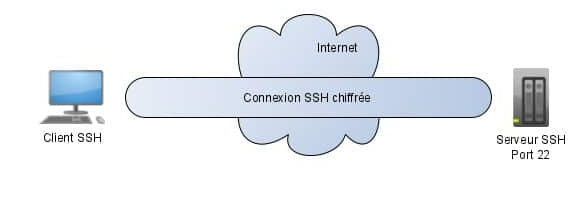 Internet
Connexion SSH chiffrée
Client SSH
Serveur SSH
Port 22